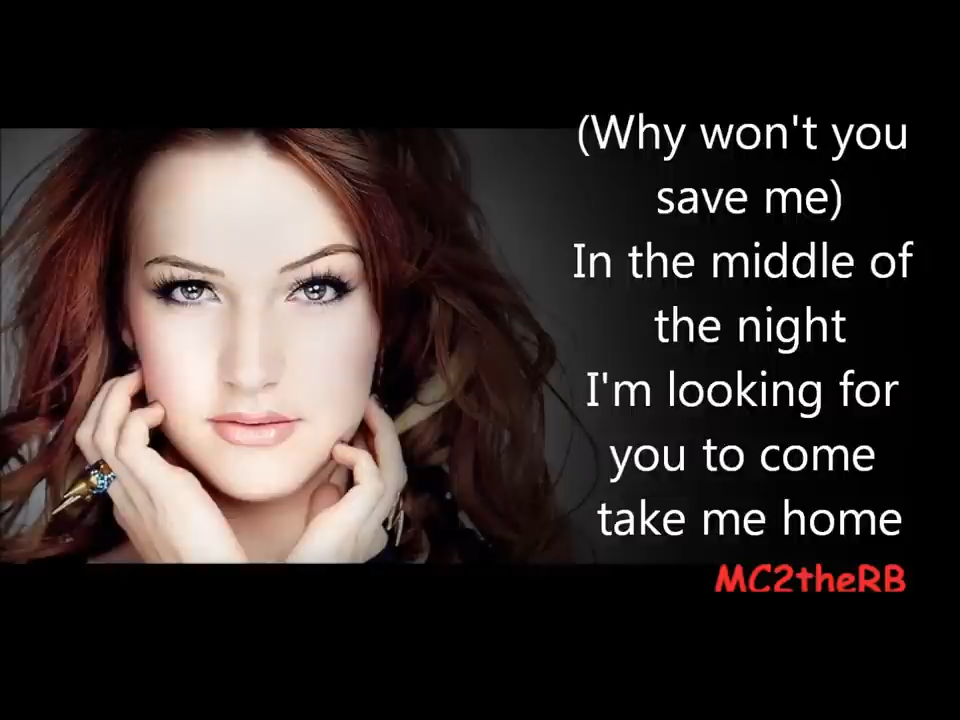 (Why won't you
save me)
In the middle of
the night
I'm looking for
you to come
take me home
MC2theRB